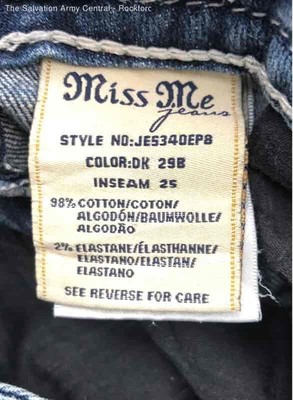 The Salvation Army Central - Rockford
Miss Me
jeans
STYLE NO:JE5340EP8
COLOR:DK 29B
INSEAM 25
98% COTTON/COTON/
ALGODÓN/BAUMWOLLE/
ALGODÃO
2% ELASTANE/ÉLASTHANNE/
ELASTANO/ELASTAN/
ELASTANO
SEE REVERSE FOR CARE